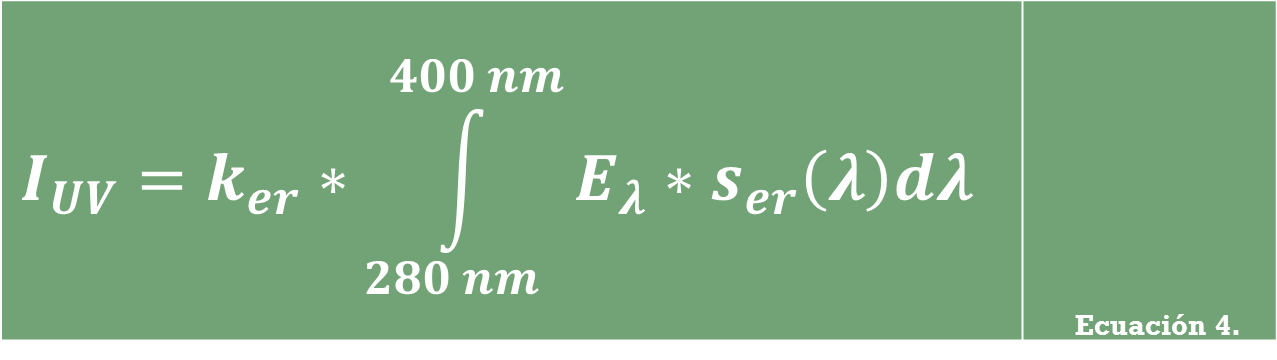 400 nm
I_UV = k_er * ∫ E_λ * s_er(λ)dλ
280 nm
Ecuación 4.